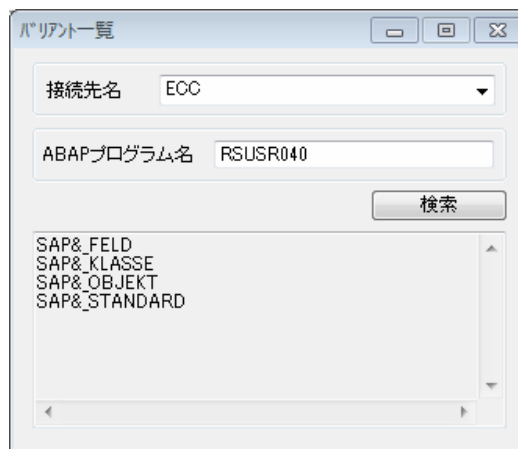 ﾊﾞﾘｱﾝﾄ一覧
接続先名 ECC
ABAPプログラム名 RSUSR040
検索
SAP&_FELD
SAP&_KLASSE
SAP&_OBJEKT
SAP&_STANDARD